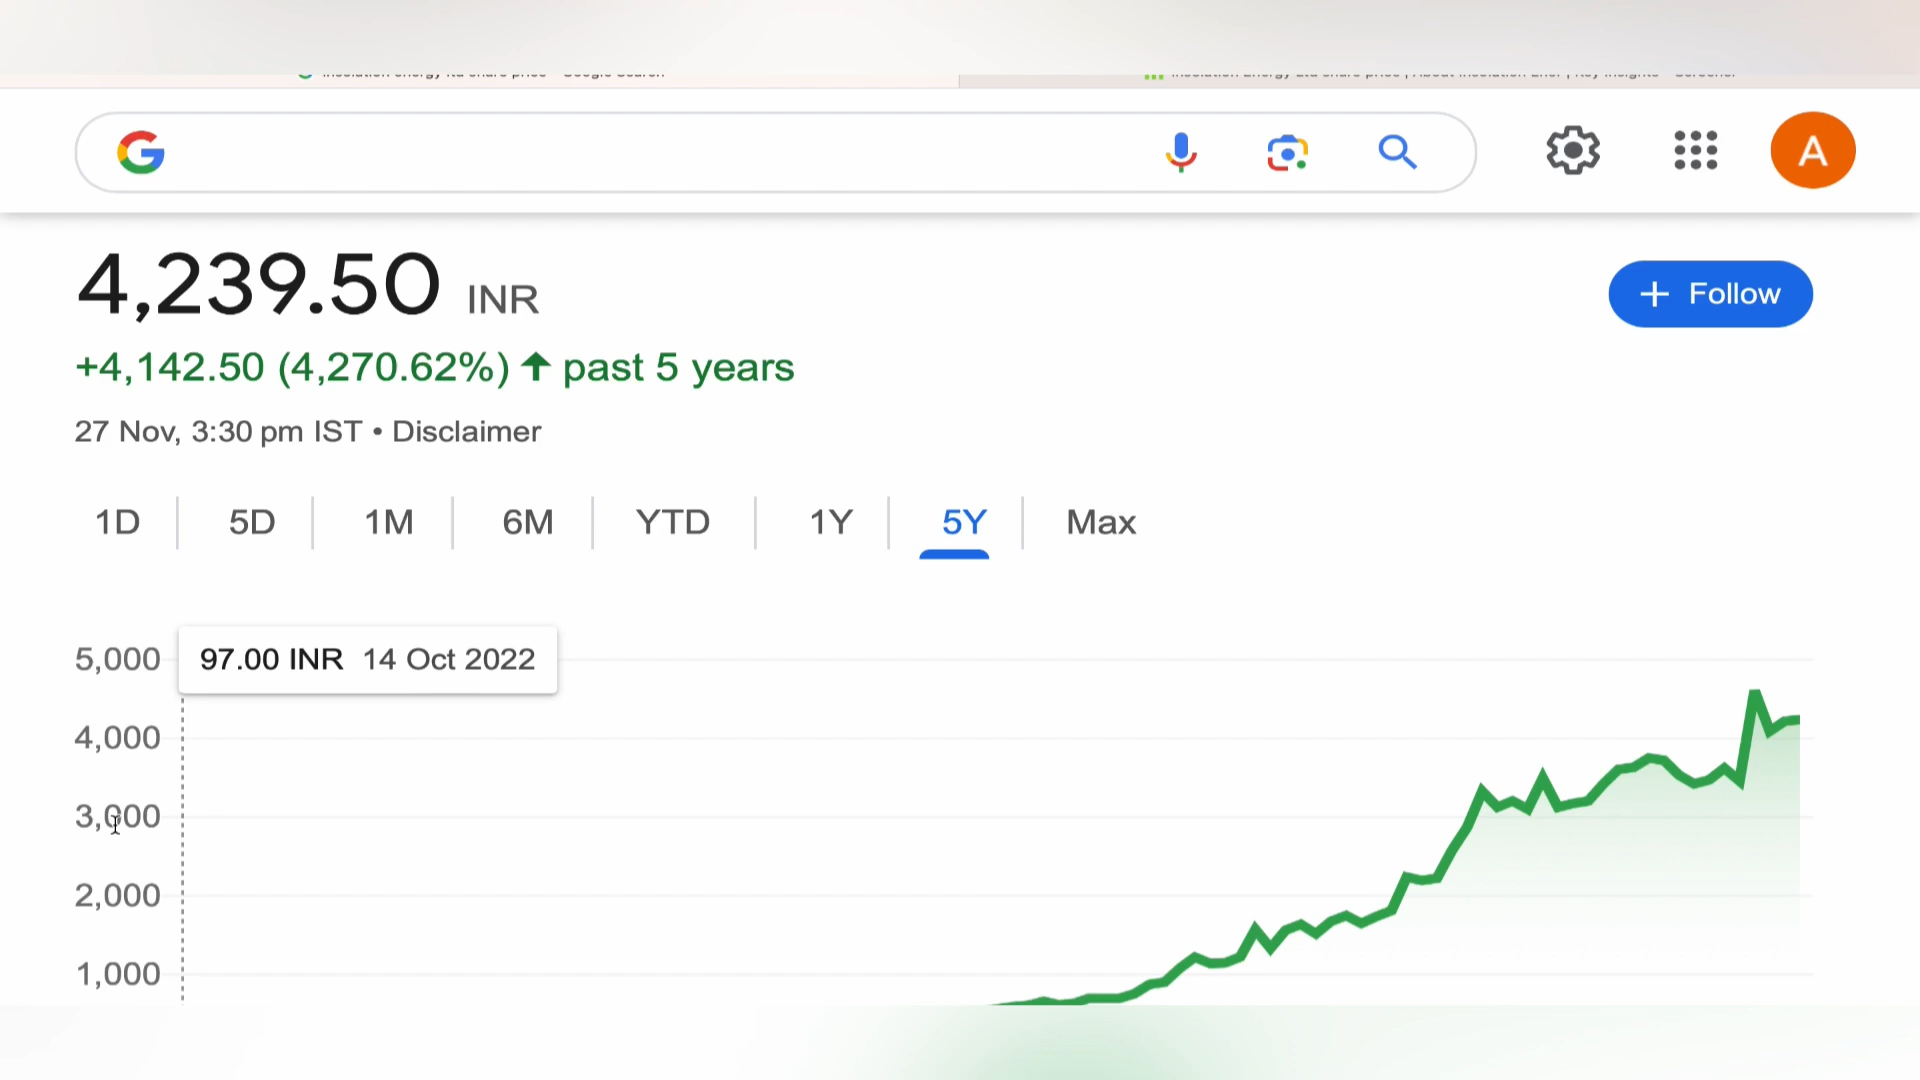 A
4,239.50 INR
+ Follow
+4,142.50 (4,270.62%) ↑ past 5 years
27 Nov, 3:30 pm IST • Disclaimer
1D 5D 1M 6M YTD 1Y 5Y Max
97.00 INR 14 Oct 2022
5,000
4,000
3,000
2,000
1,000